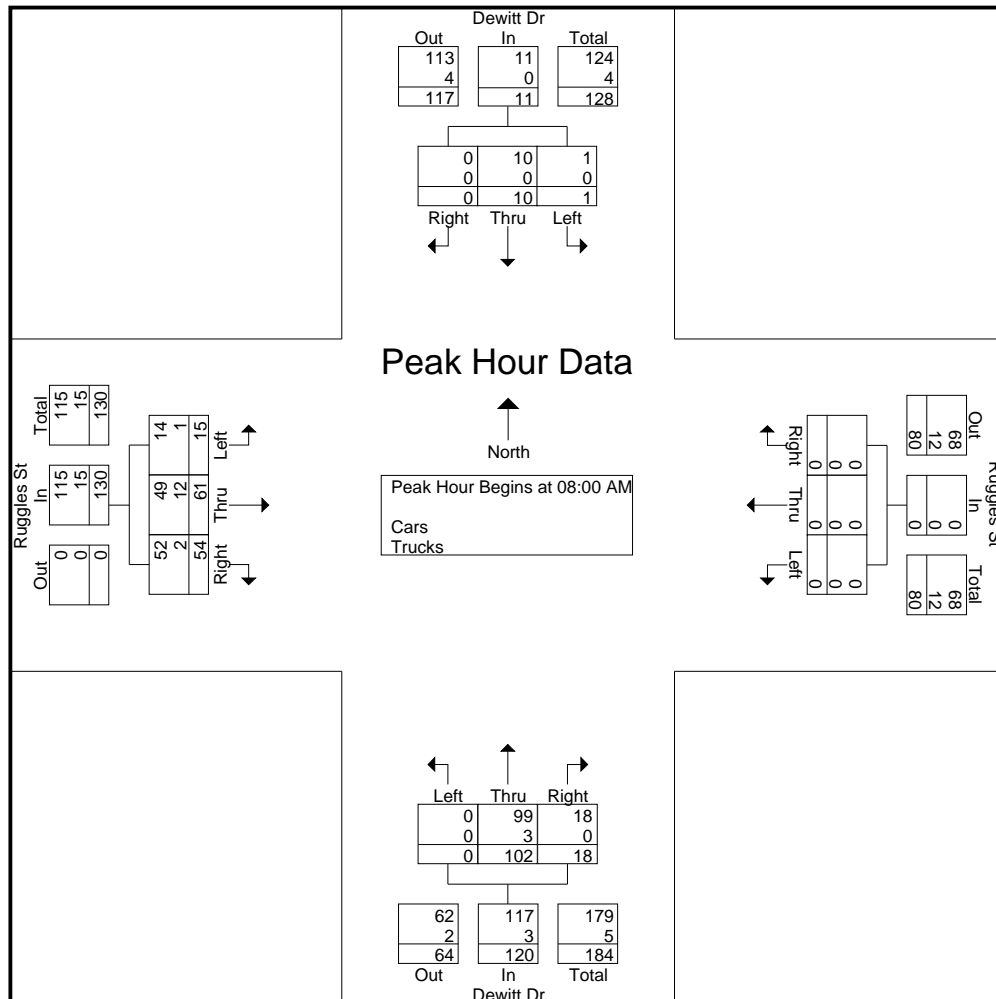 Dewitt Dr
Out In Total
113 11 124
4 0 4
117 11 128
0 10 1
0 0 0
0 10 1
Right Thru Left
Peak Hour Data
North
Peak Hour Begins at 08:00 AM
Cars
Trucks
Ruggles St
Out In Total
0 115 115
0 15 15
0 130 130
14 49 52
1 12 2
15 61 54
Left Thru Right
Ruggles St
Out In Total
68 0 68
12 0 12
80 0 80
Right Thru Left
0 0 0
0 0 0
0 0 0
Left Thru Right
0 99 18
0 3 0
0 102 18
62 117 179
2 3 5
64 120 184
Out In Total
Dewitt Dr